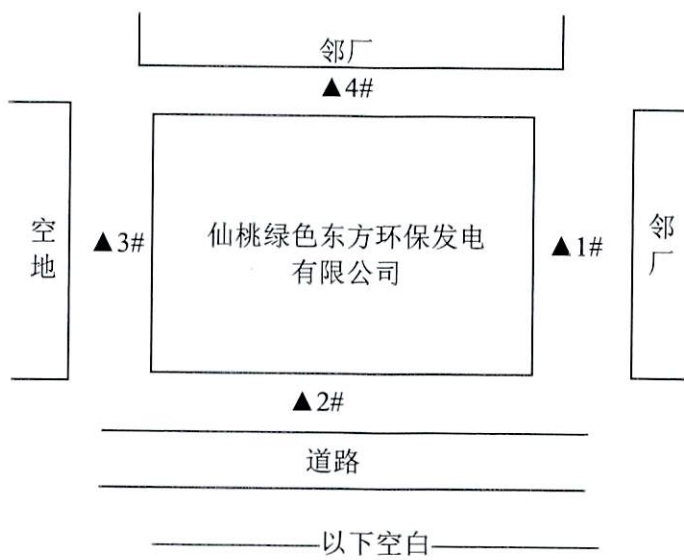 邻厂
▲4#
空地
▲3#
仙桃绿色东方环保发电
有限公司
▲1#
邻厂
▲2#
道路
以下空白